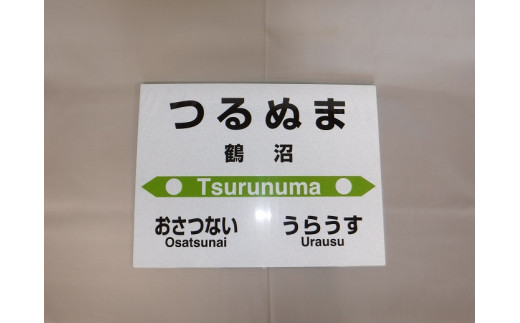 つるぬま
鶴沼
Tsurunuma
おさつない うらうす
Osatsunai Urausu